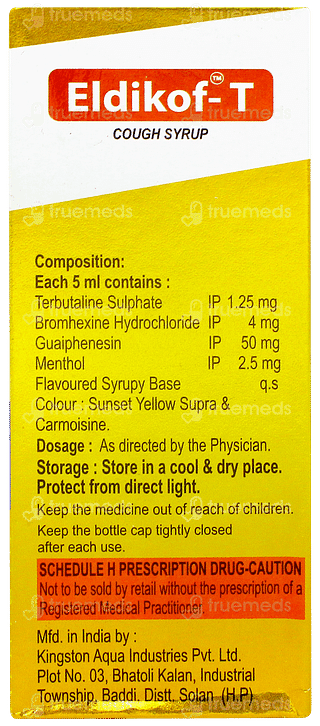 Eldikof-T™
COUGH SYRUP
Composition:
Each 5 ml contains :
Terbutaline Sulphate IP 1.25 mg
Bromhexine Hydrochloride IP 4 mg
Guaiphenesin IP 50 mg
Menthol IP 2.5 mg
Flavoured Syrupy Base q.s
Colour : Sunset Yellow Supra &
Carmoisine.
Dosage : As directed by the Physician.
Storage : Store in a cool & dry place.
Protect from direct light.
Keep the medicine out of reach of children.
Keep the bottle cap tightly closed
after each use.
SCHEDULE H PRESCRIPTION DRUG-CAUTION
Not to be sold by retail without the prescription of a
Registered Medical Practitioner
Mfd. in India by :
Kingston Aqua Industries Pvt. Ltd.
Plot No. 03, Bhatoli Kalan, Industrial
Township, Baddi. Distt. Solan (H.P)
truemeds